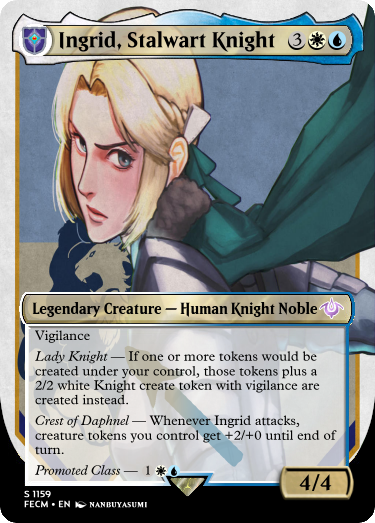 Ingrid, Stalwart Knight 3
Legendary Creature — Human Knight Noble
Vigilance
Lady Knight — If one or more tokens would be
created under your control, those tokens plus a
2/2 white Knight create token with vigilance are
created instead.
Crest of Daphnel — Whenever Ingrid attacks,
creature tokens you control get +2/+0 until end of
turn.
Promoted Class — 1
4/4
S 1159
FECM • EN NANBUYASUMI